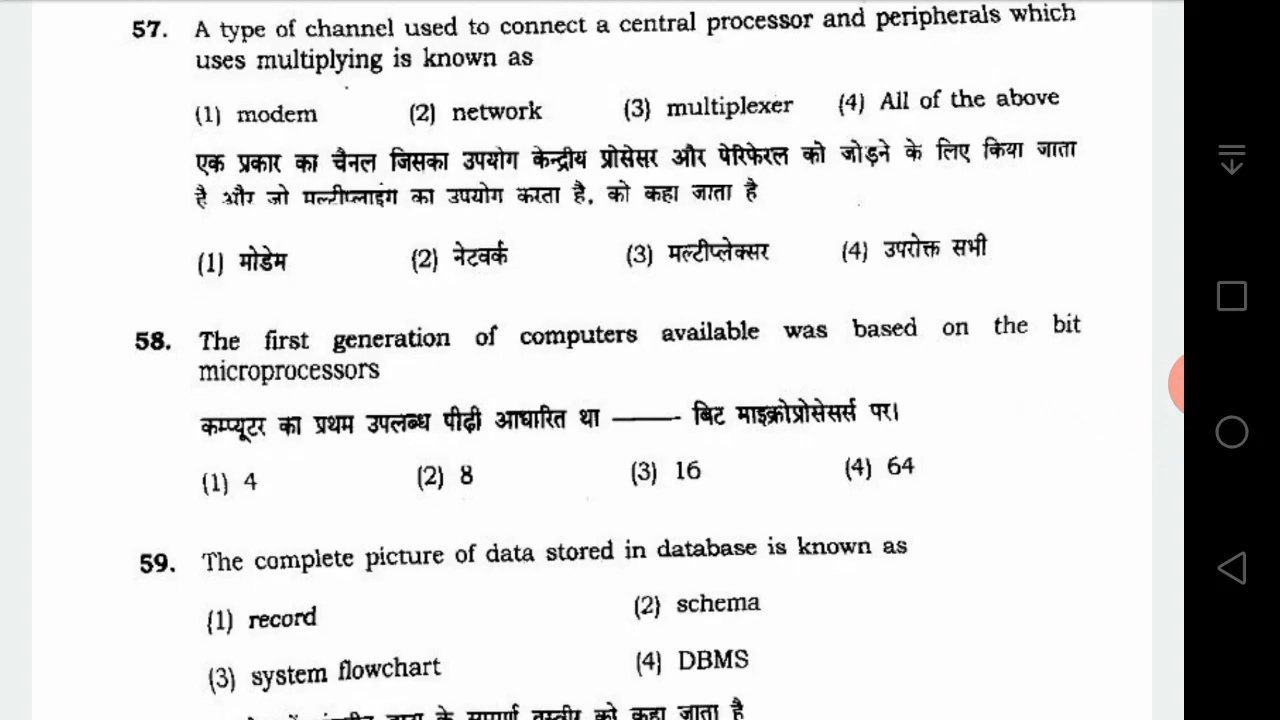 57. A type of channel used to connect a central processor and peripherals which
uses multiplying is known as
(1) modem (2) network (3) multiplexer (4) All of the above
एक प्रकार का चैनल जिसका उपयोग केन्द्रीय प्रोसेसर और पेरिफेरल को जोड़ने के लिए किया जाता
है और जो मल्टीप्लाइंग का उपयोग करता है, को कहा जाता है
(1) मोडेम (2) नेटवर्क (3) मल्टीप्लेक्सर (4) उपरोक्त सभी
58. The first generation of computers available was based on the bit
microprocessors
कम्प्यूटर का प्रथम उपलब्ध पीढ़ी आधारित था ——— बिट माइक्रोप्रोसेसर्स पर।
(1) 4 (2) 8 (3) 16 (4) 64
59. The complete picture of data stored in database is known as
(1) record (2) schema
(3) system flowchart (4) DBMS
के सम्पूर्ण तस्वीर को कहा जाता है